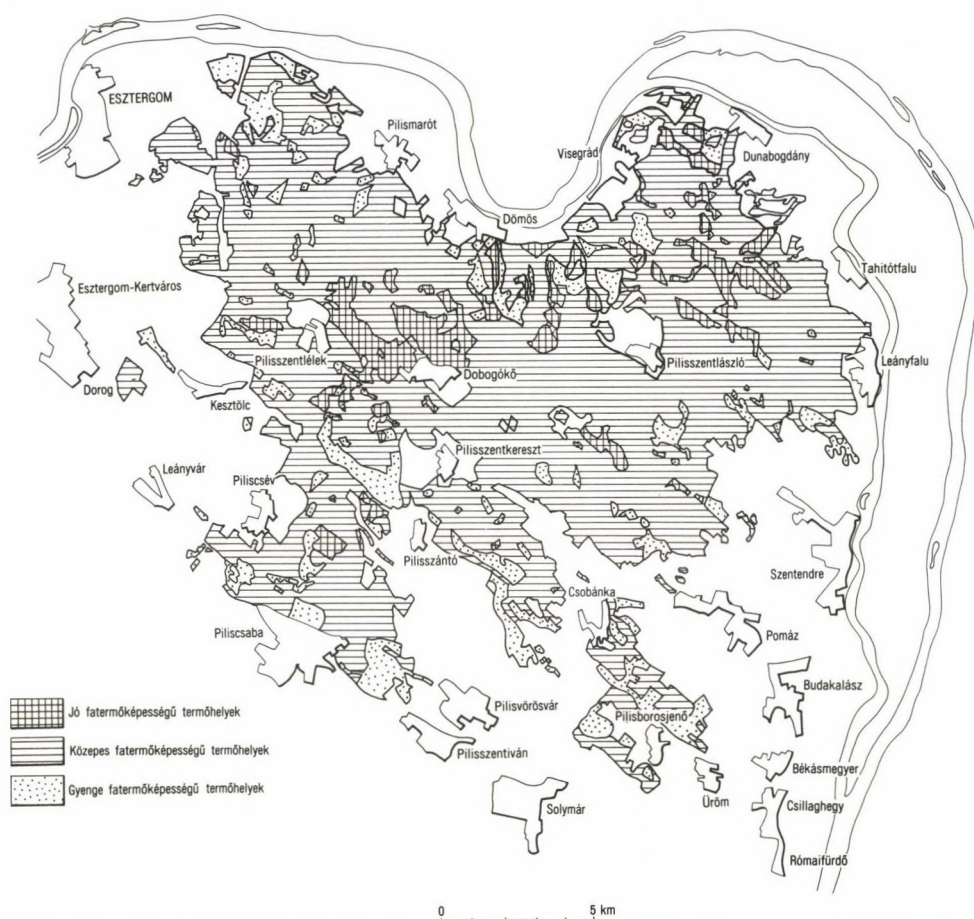 ESZTERGOM
Pilismarót
Visegrád
Dunabogdány
Dömös
Tahitótfalu
Esztergom-Kertváros
Pilisszentlélek
Pilisszentlászló
Leányfalu
Dorog
Kesztölc
Dobogókő
Pilisszentkereszt
Leányvár
Piliscsév
Pilisszántó
Szentendre
Csobánka
Piliscsaba
Pomáz
Budakalász
Pilisvörösvár
Pilisborosjenő
Jó fatermőképességű termőhelyek
Közepes fatermőképességű termőhelyek
Pilisszentiván
Békásmegyer
Gyenge fatermőképességű termőhelyek
Üröm
Csillaghegy
Solymár
Rómaifürdő
0 5 km